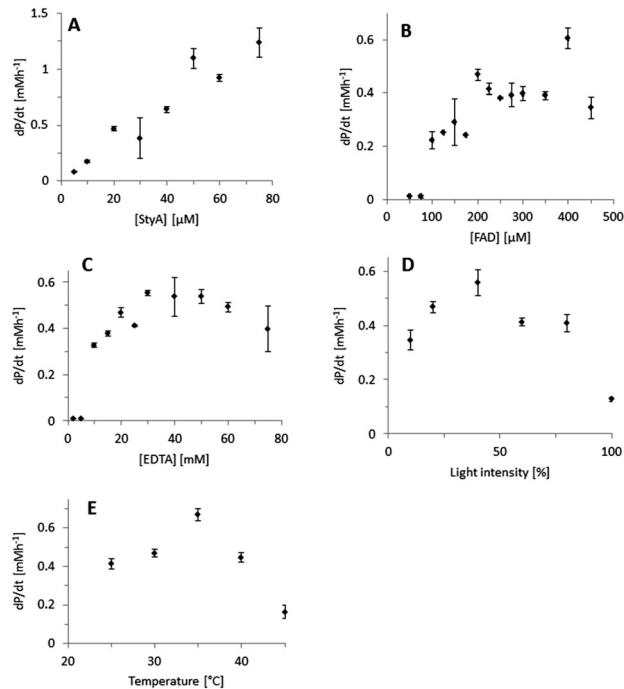 A
dP/dt [mMh⁻¹]
1.5
1
0.5
0
0 20 40 60 80
[StyA] [µM]
B
dP/dt [mMh⁻¹]
0.6
0.4
0.2
0
0 100 200 300 400 500
[FAD] [µM]
C
dP/dt [mMh⁻¹]
0.6
0.4
0.2
0
0 20 40 60 80
[EDTA] [mM]
D
dP/dt [mMh⁻¹]
0.6
0.4
0.2
0
0 50 100
Light intensity [%]
E
dP/dt [mMh⁻¹]
0.6
0.4
0.2
0
20 30 40
Temperature [°C]